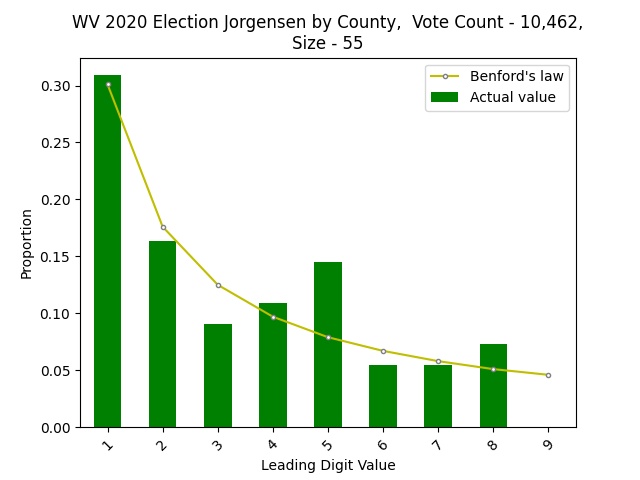 WV 2020 Election Jorgensen by County,  Vote Count - 10,462,
Size - 55
Benford's law
Actual value
Proportion
0.30
0.25
0.20
0.15
0.10
0.05
0.00
1
2
3
4
5
6
7
8
9
Leading Digit Value